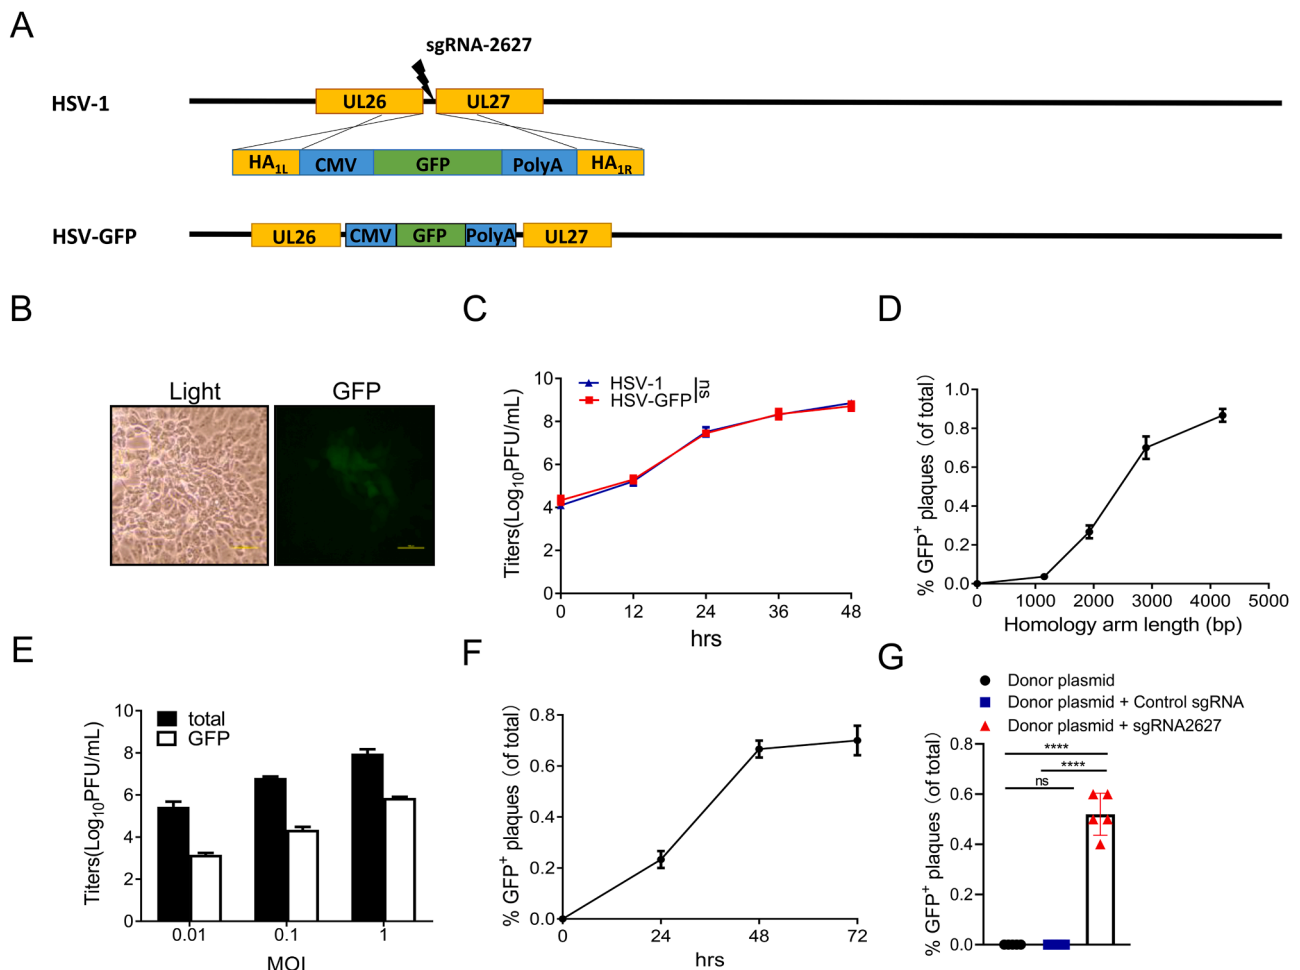 A
sgRNA-2627
HSV-1
UL26
UL27
HA1L
CMV
GFP
PolyA
HA1R
HSV-GFP
UL26
CMV
GFP
PolyA
UL27
B
Light
GFP
C
Titers(Log10PFU/mL)
10
8
6
4
2
0
HSV-1
HSV-GFP
ns
0
12
24
36
48
hrs
D
% GFP+ plaques (of total)
1.0
0.8
0.6
0.4
0.2
0.0
0
1000
2000
3000
4000
5000
Homology arm length (bp)
E
Titers(Log10PFU/mL)
10
8
6
4
2
0
total
GFP
0.01
0.1
1
MOI
F
% GFP+ plaques (of total)
0.8
0.6
0.4
0.2
0.0
0
24
48
72
hrs
G
Donor plasmid
Donor plasmid + Control sgRNA
Donor plasmid + sgRNA2627
% GFP+ plaques (of total)
0.8
0.6
0.4
0.2
0.0
****
****
ns